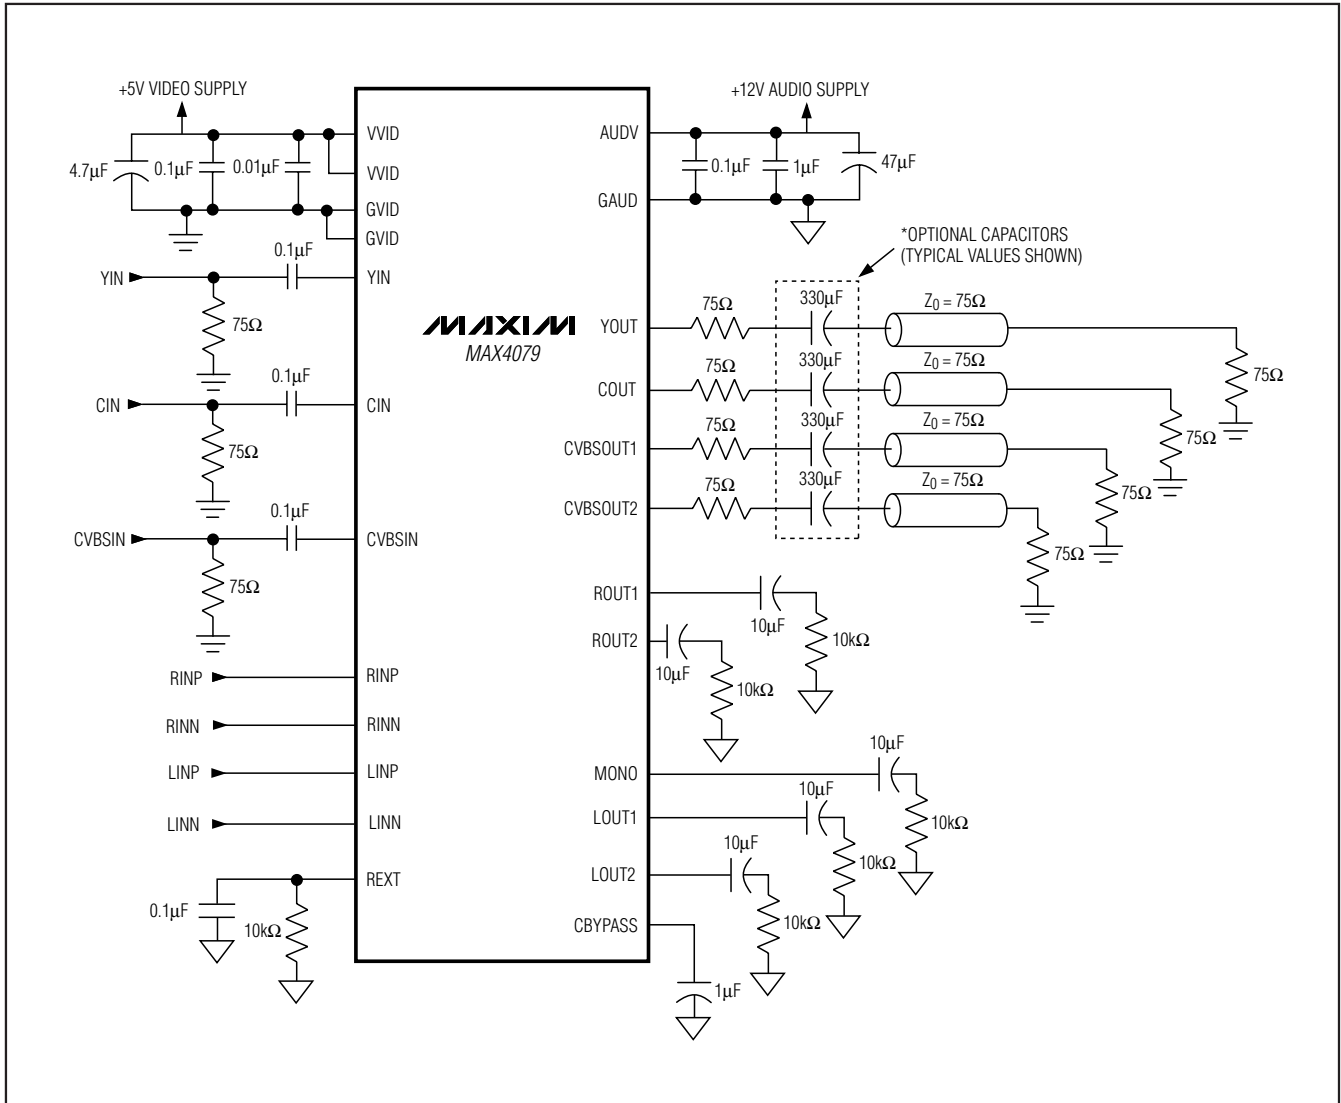 +5V VIDEO SUPPLY
4.7µF
0.1µF
0.01µF
VVID
VVID
GVID
GVID
YIN
0.1µF
75Ω
YIN
CIN
0.1µF
75Ω
CIN
CVBSIN
0.1µF
75Ω
CVBSIN
RINP
RINP
RINN
RINN
LINP
LINP
LINN
LINN
REXT
0.1µF
10kΩ
MAXIM
MAX4079
+12V AUDIO SUPPLY
AUDV
0.1µF
1µF
47µF
GAUD
*OPTIONAL CAPACITORS
(TYPICAL VALUES SHOWN)
YOUT
75Ω
330µF
Z0 = 75Ω
75Ω
COUT
75Ω
330µF
Z0 = 75Ω
75Ω
CVBSOUT1
75Ω
330µF
Z0 = 75Ω
75Ω
CVBSOUT2
75Ω
330µF
Z0 = 75Ω
75Ω
ROUT1
10µF
10kΩ
ROUT2
10µF
10kΩ
MONO
10µF
10kΩ
LOUT1
10µF
10kΩ
LOUT2
10µF
10kΩ
CBYPASS
1µF